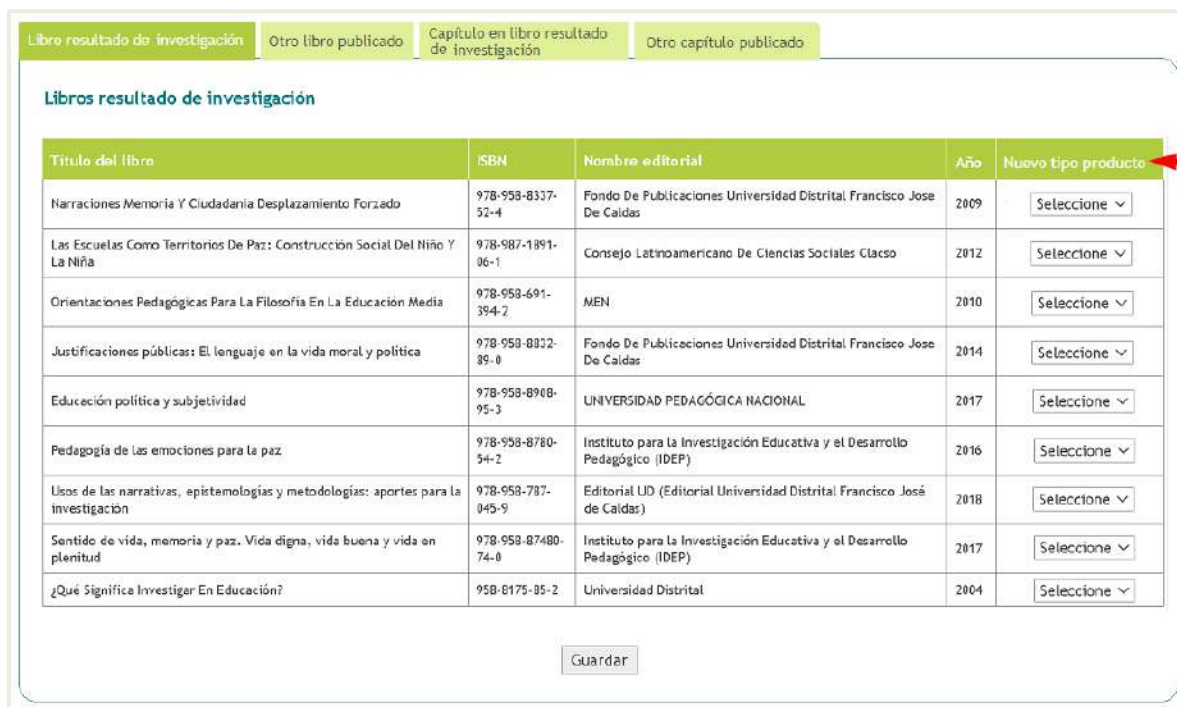 Libro resultado de investigación
Otro libro publicado
Capítulo en libro resultado
de investigación
Otro capítulo publicado
Libros resultado de investigación
Título del libro ISBN Nombre editorial Año Nuevo tipo producto
Narraciones Memoria Y Ciudadania Desplazamiento Forzado
978-958-8337-
52-4
Fondo De Publicaciones Universidad Distrital Francisco Jose
De Caldas
2009
Seleccione
Las Escuelas Como Territorios De Paz: Construcción Social Del Niño Y
La Niña
978-987-1891-
06-1
Consejo Latinoamericano De Ciencias Sociales Clacso
2012
Seleccione
Orientaciones Pedagógicas Para La Filosofía En La Educación Media
978-958-691-
394-2
MEN
2010
Seleccione
Justificaciones públicas: El lenguaje en la vida moral y política
978-958-8832-
89-0
Fondo De Publicaciones Universidad Distrital Francisco Jose
De Caldas
2014
Seleccione
Educación política y subjetividad
978-958-8908-
95-3
UNIVERSIDAD PEDAGÓGICA NACIONAL
2017
Seleccione
Pedagogía de las emociones para la paz
978-958-8780-
54-2
Instituto para la Investigación Educativa y el Desarrollo
Pedagógico (IDEP)
2016
Seleccione
Usos de las narrativas, epistemologías y metodologías: aportes para la
investigación
978-958-787-
045-9
Editorial UD (Editorial Universidad Distrital Francisco José
de Caldas)
2018
Seleccione
Sentido de vida, memoria y paz. Vida digna, vida buena y vida en
plenitud
978-958-87480-
74-0
Instituto para la Investigación Educativa y el Desarrollo
Pedagógico (IDEP)
2017
Seleccione
¿Qué Significa Investigar En Educación?
958-8175-85-2
Universidad Distrital
2004
Seleccione
Guardar